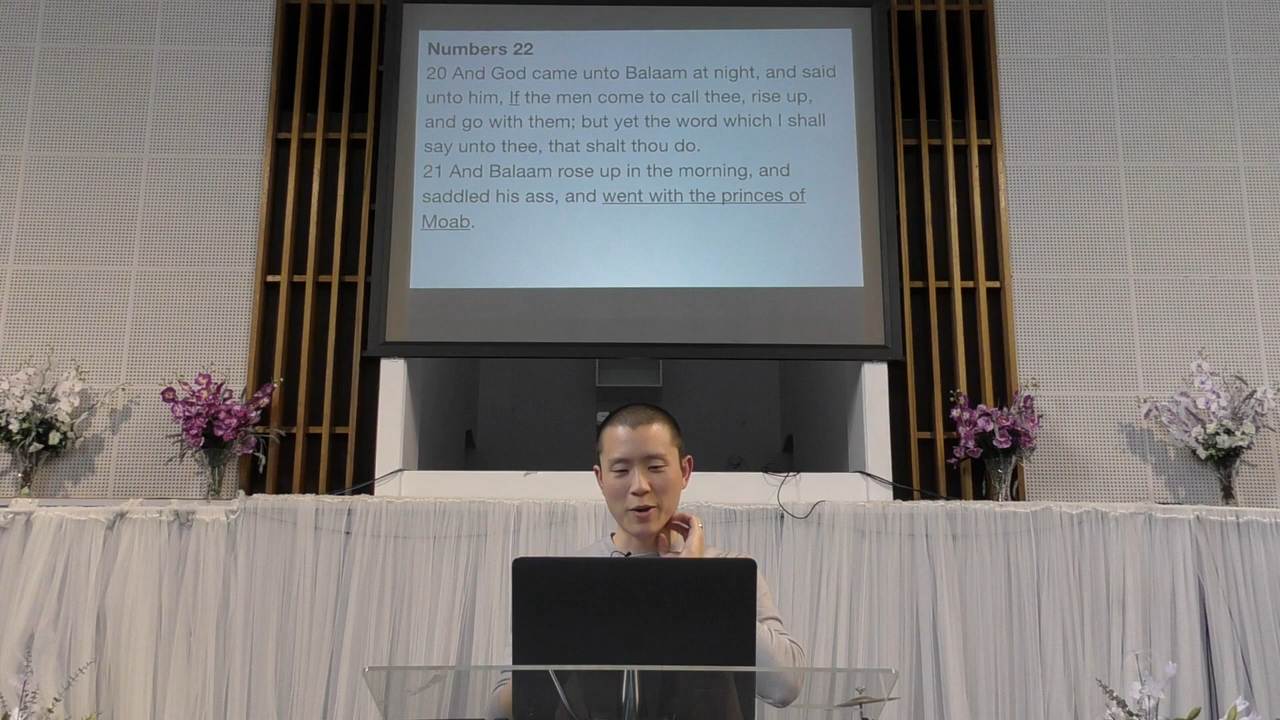 Numbers 22
20 And God came unto Balaam at night, and said
unto him, If the men come to call thee, rise up,
and go with them; but yet the word which I shall
say unto thee, that shalt thou do.
21 And Balaam rose up in the morning, and
saddled his ass, and went with the princes of
Moab.